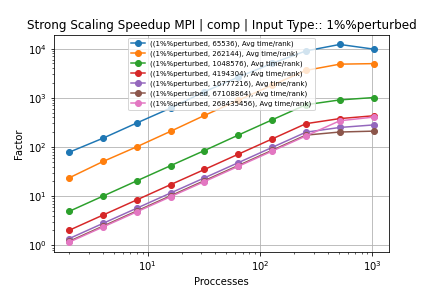 Strong Scaling Speedup MPI | comp | Input Type:: 1%%perturbed
((1%%perturbed, 65536), Avg time/rank)
((1%%perturbed, 262144), Avg time/rank)
((1%%perturbed, 1048576), Avg time/rank)
((1%%perturbed, 4194304), Avg time/rank)
((1%%perturbed, 16777216), Avg time/rank)
((1%%perturbed, 67108864), Avg time/rank)
((1%%perturbed, 268435456), Avg time/rank)
Factor
10⁴
10³
10²
10¹
10⁰
10¹ 10² 10³
Proccesses